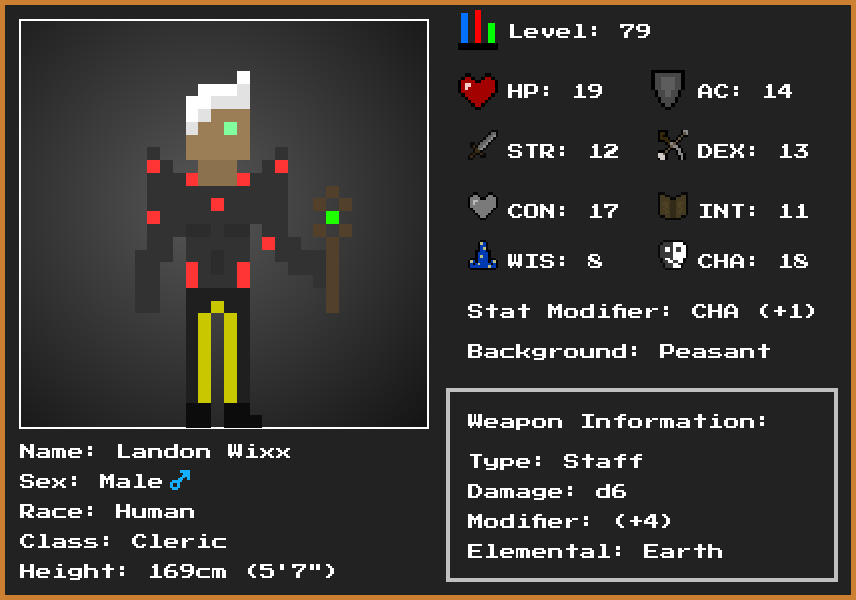 Level: 79
HP: 19
AC: 14
STR: 12
DEX: 13
CON: 17
INT: 11
WIS: 8
CHA: 18
Stat Modifier: CHA (+1)
Background: Peasant
Weapon Information:
Type: Staff
Damage: d6
Modifier: (+4)
Elemental: Earth
Name: Landon Wixx
Sex: Male♂
Race: Human
Class: Cleric
Height: 169cm (5'7")